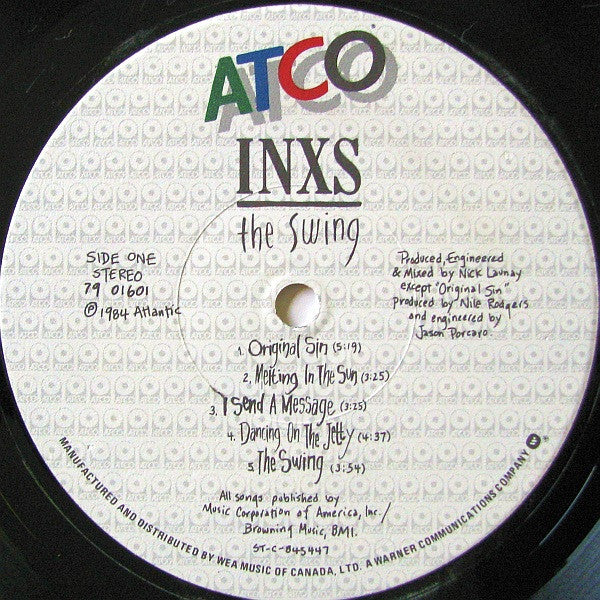 ATCO
INXS
the Swing
SIDE ONE
STEREO
79 01601
℗1984 Atlantic
Produced, Engineered
& Mixed by Nick Launay
except "Original Sin"
produced by Nile Rodgers
and engineered by
Jason Porcaro.
1. Original Sin (5:19)
2. Melting In The Sun (3:25)
3. I Send A Message (3:25)
4. Dancing On The Jetty (4:37)
5. The Swing (3:54)
All songs published by
Music Corporation of America, Inc./
Browning Music, BMI.
ST-C-845447
MANUFACTURED AND DISTRIBUTED BY WEA MUSIC OF CANADA, LTD. A WARNER COMMUNICATIONS COMPANY